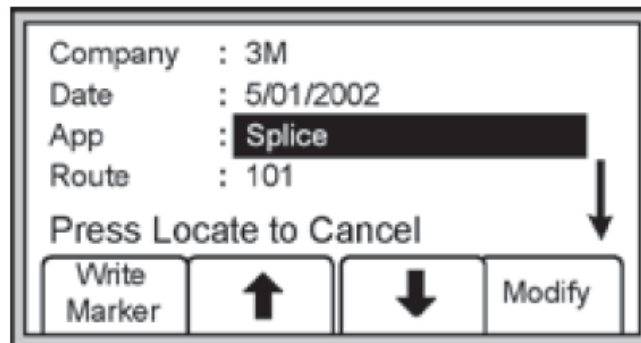 Company : 3M
Date : 5/01/2002
App : Splice
Route : 101
Press Locate to Cancel
Write Marker Modify